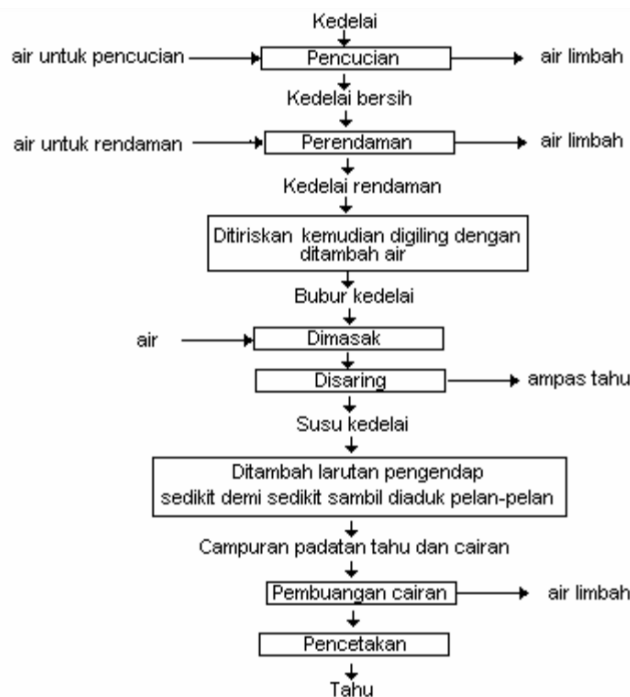 Kedelai
air untuk pencucian
Pencucian
air limbah
Kedelai bersih
air untuk rendaman
Perendaman
air limbah
Kedelai rendaman
Ditiriskan kemudian digiling dengan
ditambah air
Bubur kedelai
air
Dimasak
Disaring
ampas tahu
Susu kedelai
Ditambah larutan pengendap
sedikit demi sedikit sambil diaduk pelan-pelan
Campuran padatan tahu dan cairan
Pembuangan cairan
air limbah
Pencetakan
Tahu